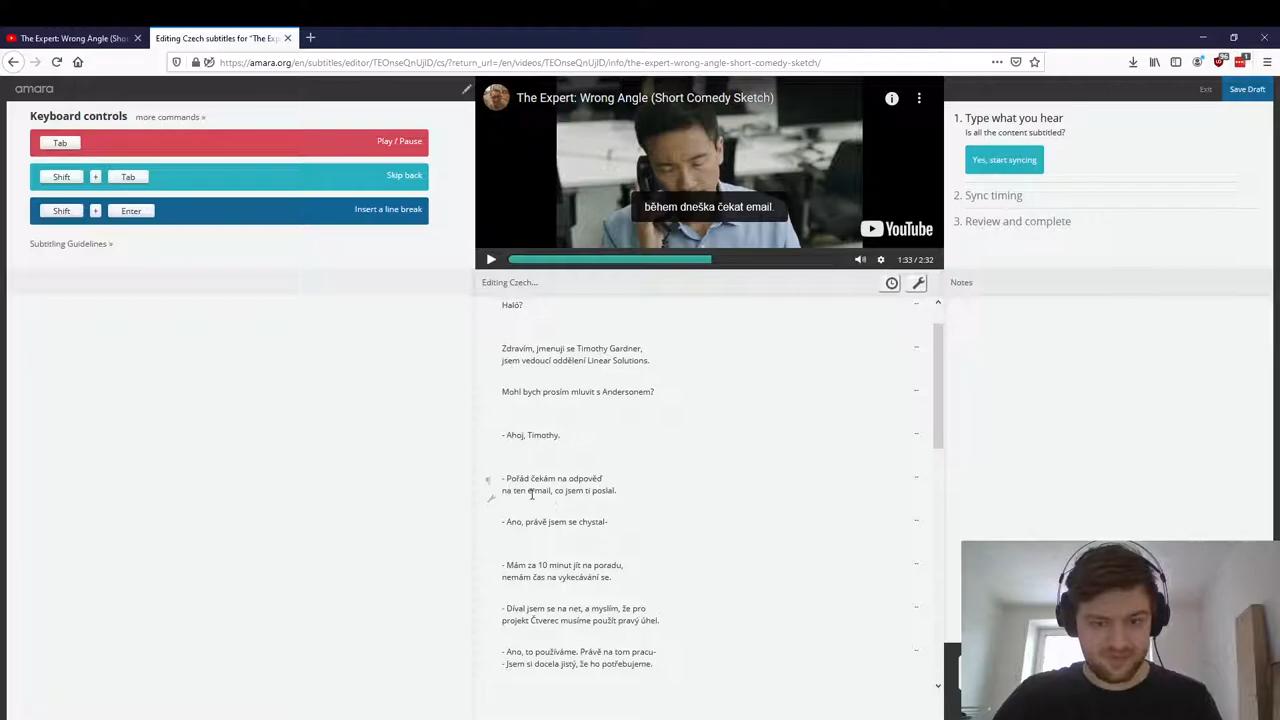 The Expert: Wrong Angle (Sho
Editing Czech subtitles for "The Exp
https://amara.org/en/subtitles/editor/TEOnseQnUjID/cs/?return_url=/en/videos/TEOnseQnUjID/info/the-expert-wrong-angle-short-comedy-sketch/
96
1
amara
Exit
Save Draft
Keyboard controls
more commands »
Tab
Play / Pause
Shift
+
Tab
Skip back
Shift
+
Enter
Insert a line break
Subtitling Guidelines »
The Expert: Wrong Angle (Short Comedy Sketch)
během dneška čekat email.
YouTube
1:33 / 2:32
1. Type what you hear
Is all the content subtitled?
Yes, start syncing
2. Sync timing
3. Review and complete
Editing Czech...
Notes
Haló?
Zdravím, jmenuji se Timothy Gardner,
jsem vedoucí oddělení Linear Solutions.
Mohl bych prosím mluvit s Andersonem?
- Ahoj, Timothy.
- Pořád čekám na odpověď
na ten email, co jsem ti poslal.
- Ano, právě jsem se chystal-
- Mám za 10 minut jít na poradu,
nemám čas na vykecávání se.
- Díval jsem se na net, a myslím, že pro
projekt Čtverec musíme použít pravý úhel.
- Ano, to používáme. Právě na tom pracu-
- Jsem si docela jistý, že ho potřebujeme.